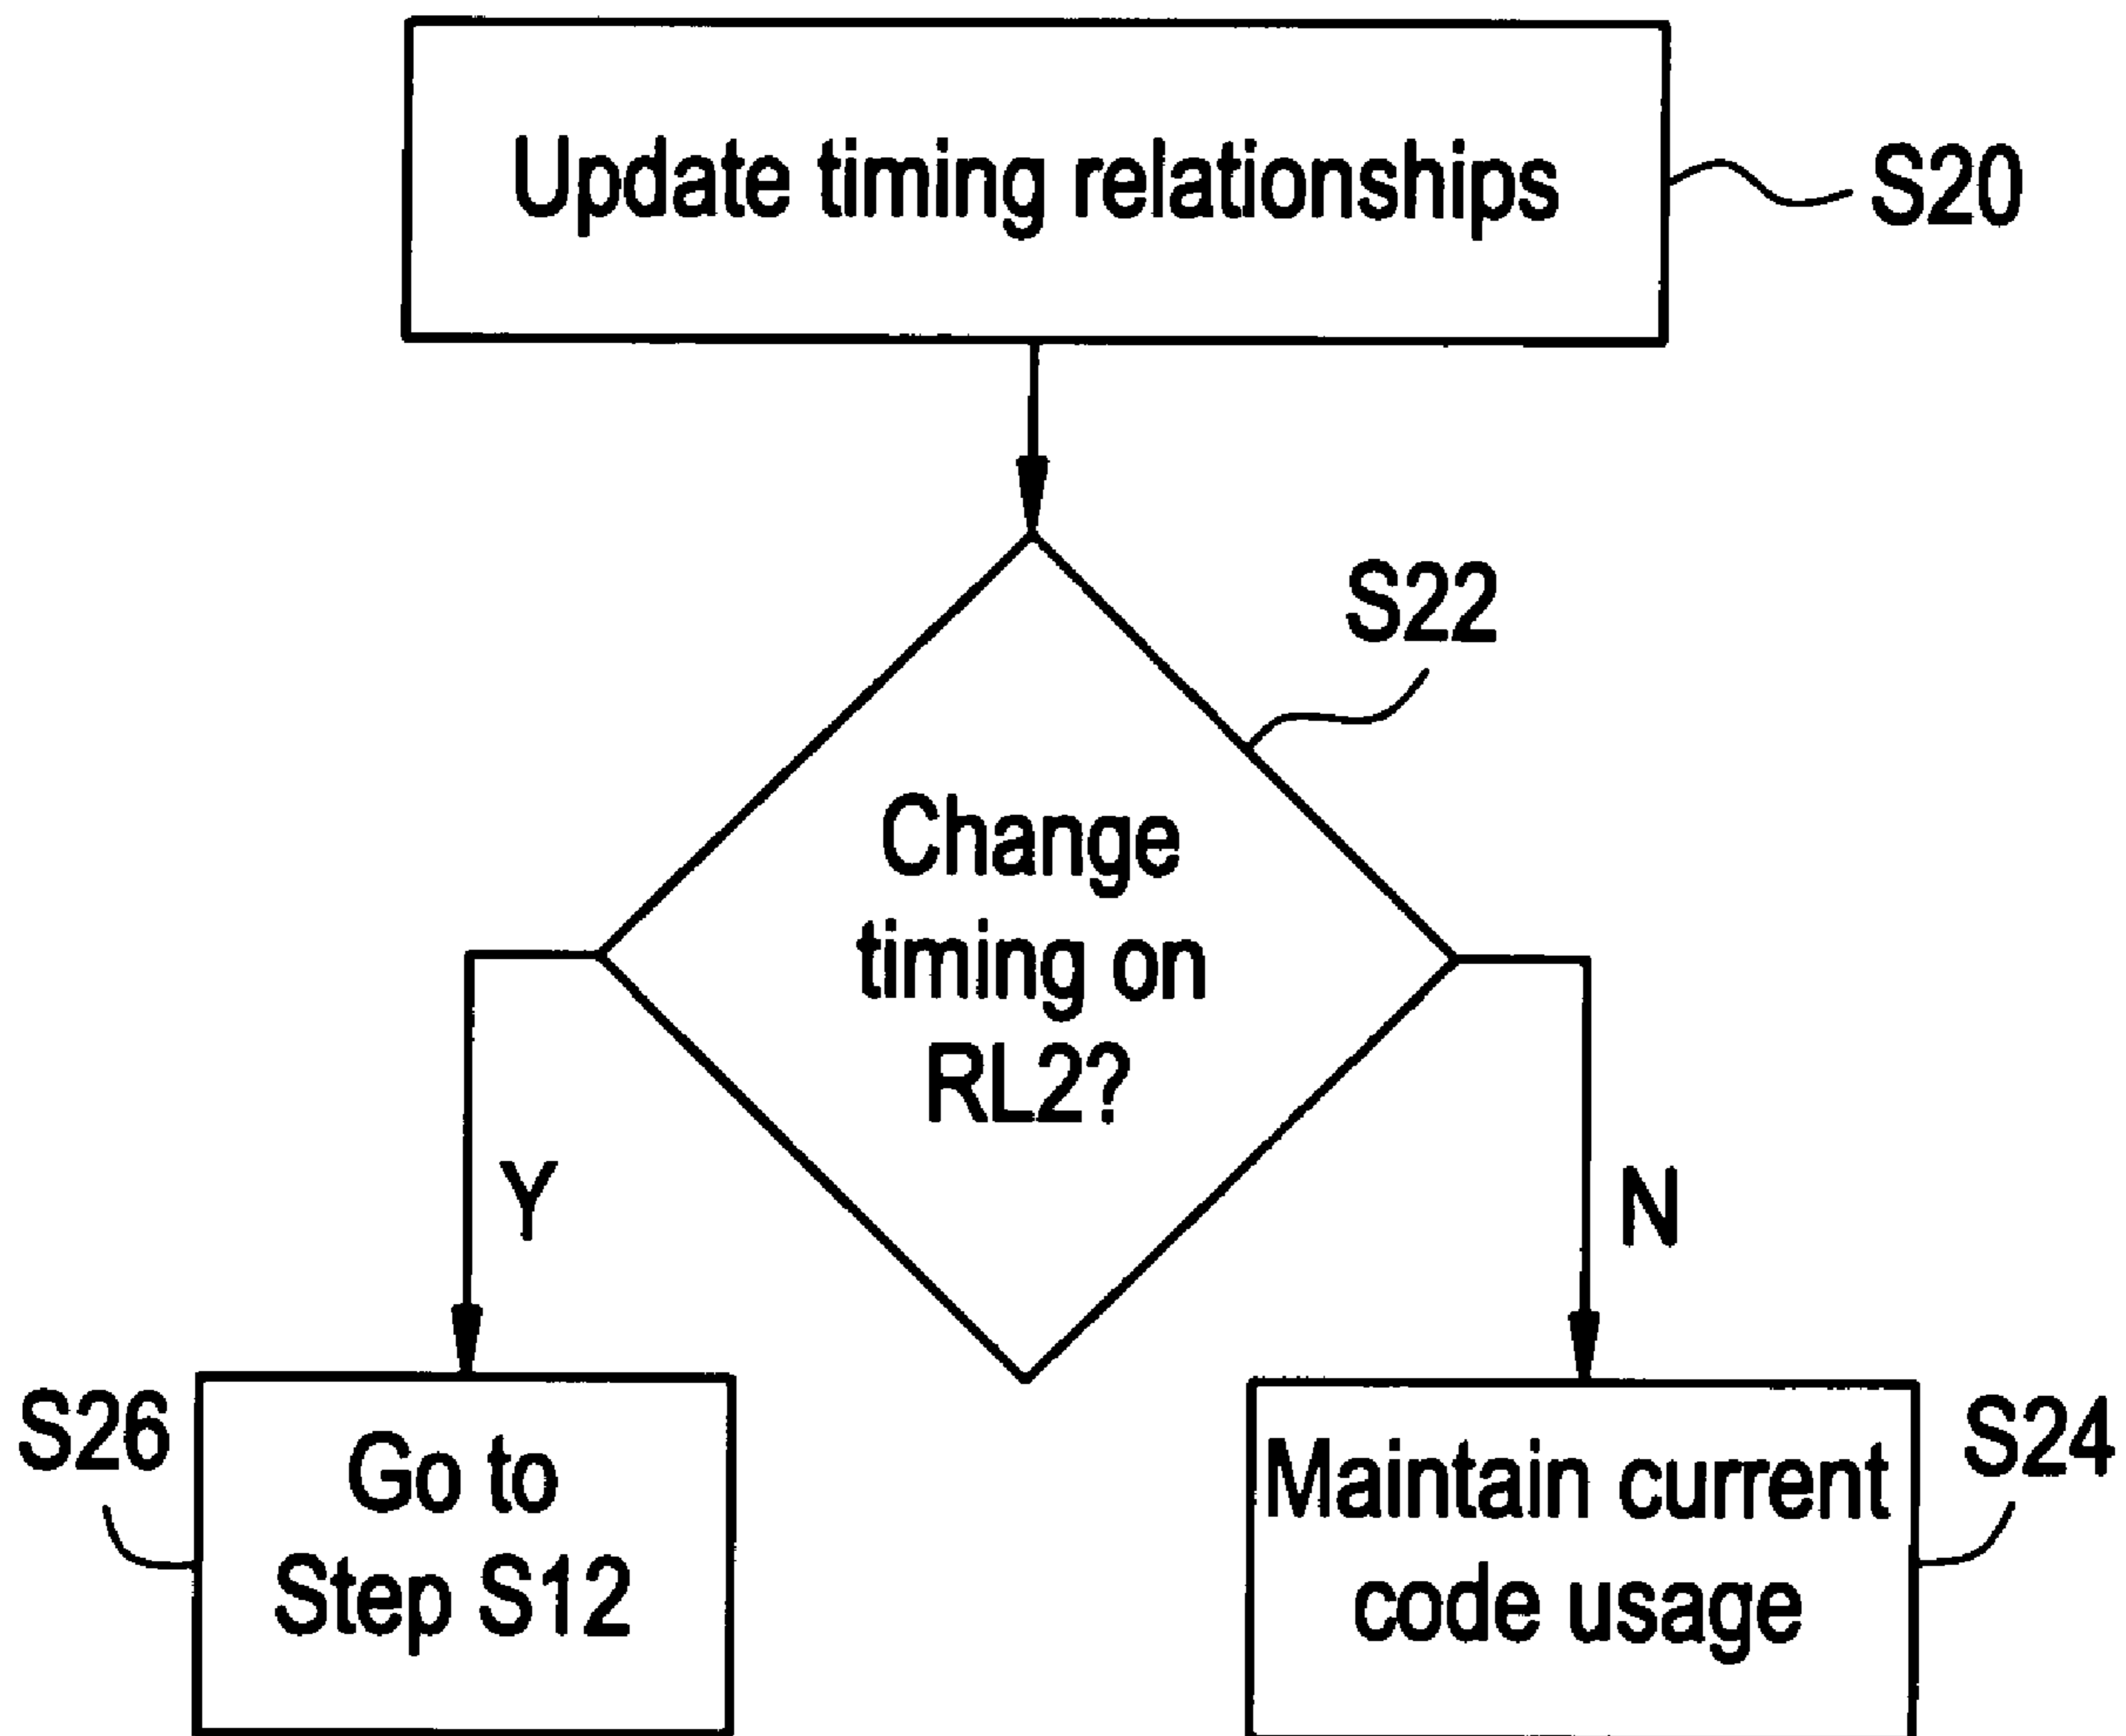 Update timing relationships
S20
S22
Change
timing on
RL2?
Y
N
S26
Go to
Step S12
Maintain current
code usage
S24